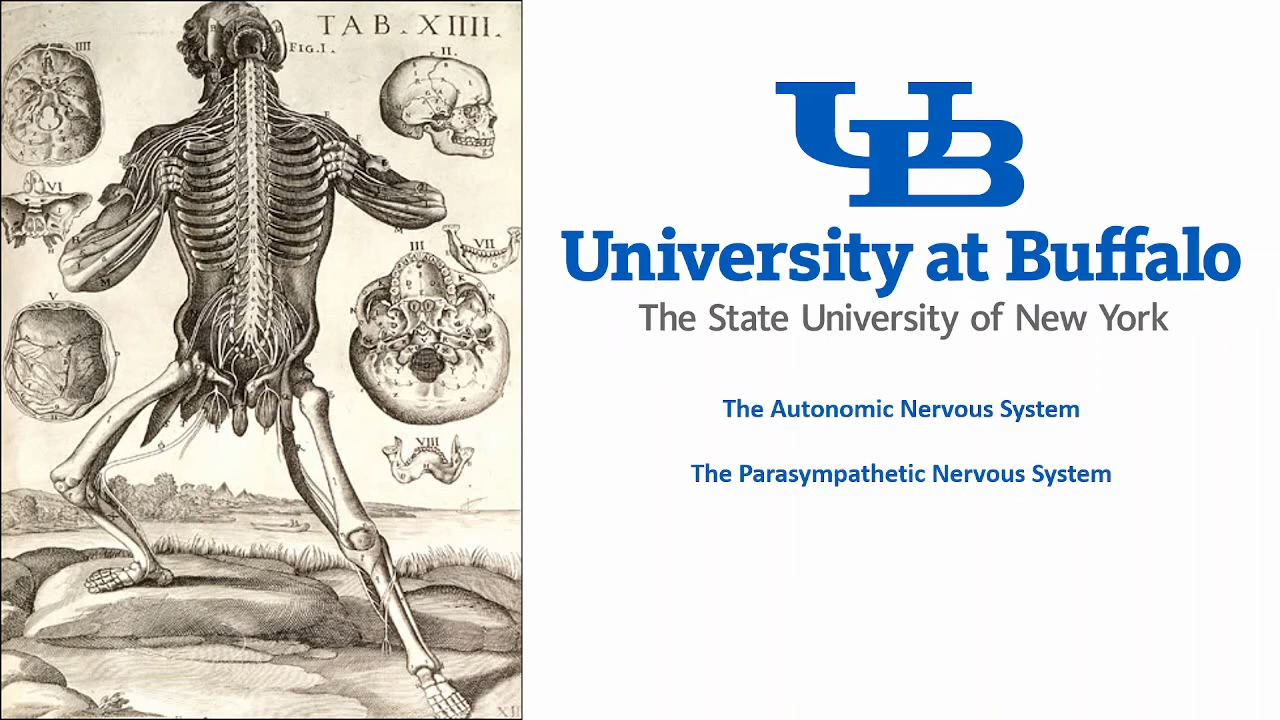 TAB. XIIII.
FIG. I.
IIII
II.
VI
III
VII
V
VIII
XII
UB
University at Buffalo
The State University of New York
The Autonomic Nervous System
The Parasympathetic Nervous System